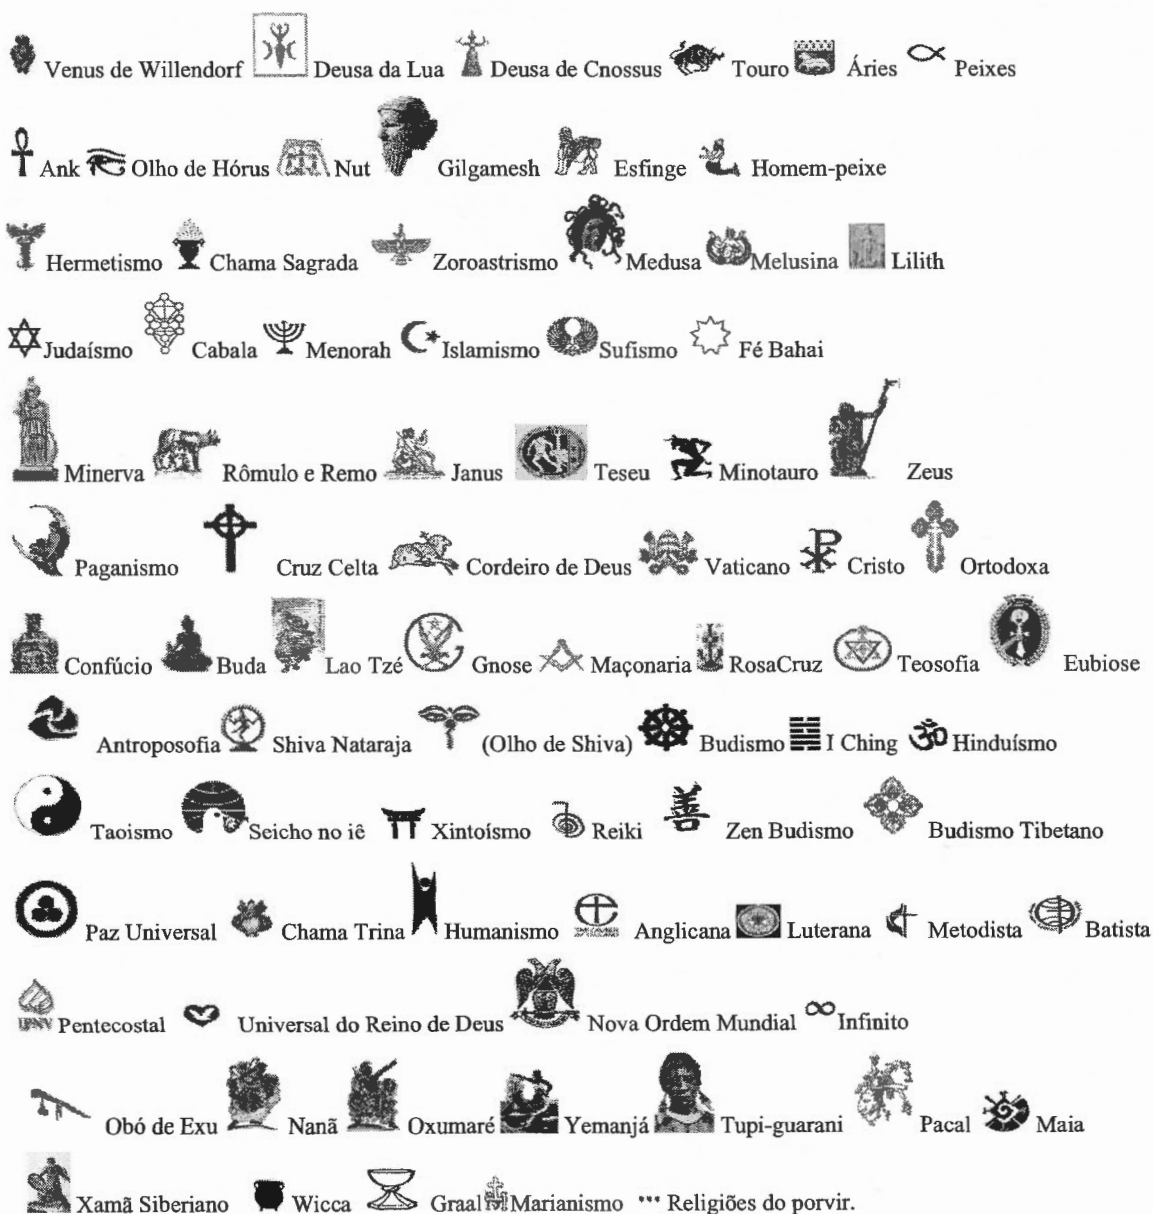 Venus de Willendorf Deusa da Lua Deusa de Cnossus Touro Áries Peixes
Ank Olho de Hórus Nut Gilgamesh Esfinge Homem-peixe
Hermetismo Chama Sagrada Zoroastrismo Medusa Melusina Lilith
Judaísmo Cabala Menorah Islamismo Sufismo Fé Bahai
Minerva Rômulo e Remo Janus Teseu Minotauro Zeus
Paganismo Cruz Celta Cordeiro de Deus Vaticano Cristo Ortodoxa
Confúcio Buda Lao Tzé Gnose Maçonaria RosaCruz Teosofia Eubiose
Antroposofia Shiva Nataraja (Olho de Shiva) Budismo I Ching Hinduísmo
Taoismo Seicho no iê Xintoísmo Reiki 善 Zen Budismo Budismo Tibetano
Paz Universal Chama Trina Humanismo Anglicana Luterana Metodista Batista
Pentecostal Universal do Reino de Deus Nova Ordem Mundial Infinito
Obó de Exu Nanã Oxumaré Yemanjá Tupi-guarani Pacal Maia
Xamã Siberiano Wicca Graal Marianismo ... Religiões do porvir.